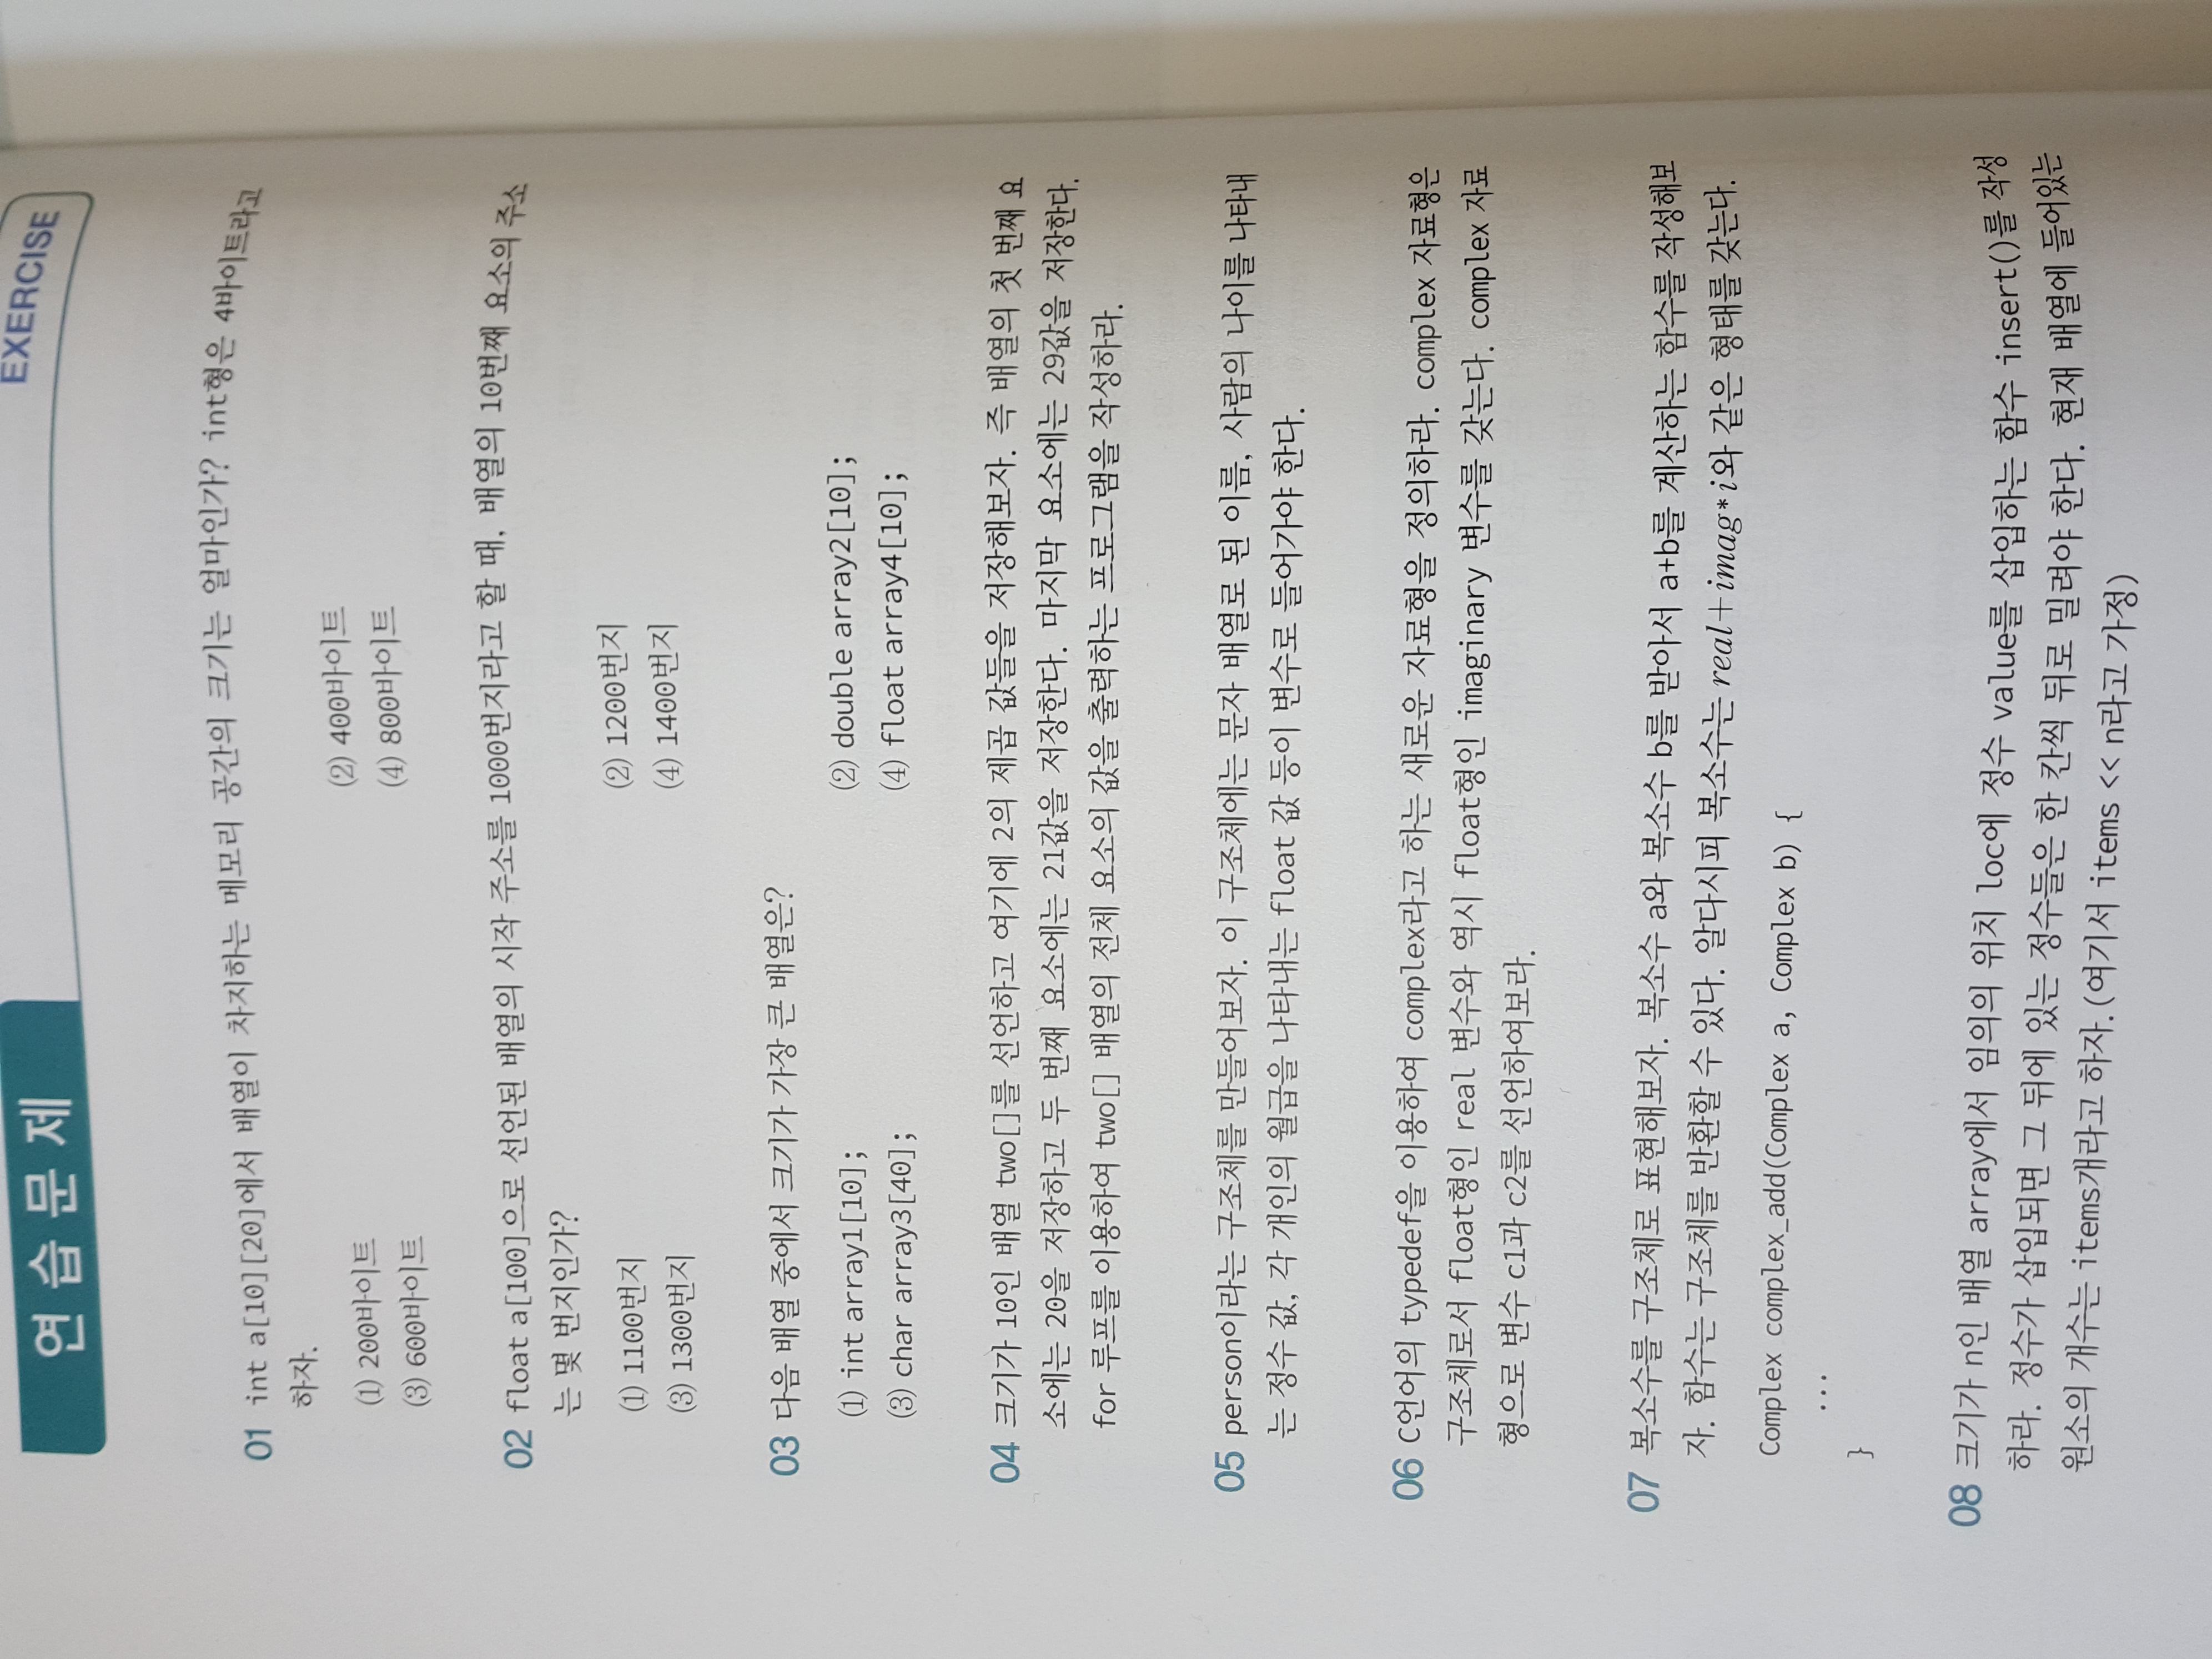 연습문제
EXERCISE
01 int a[10][20]에서 배열이 차지하는 메모리 공간의 크기는 얼마인가? int형은 4바이트라고
하자.
(1) 200바이트 (2) 400바이트
(3) 600바이트 (4) 800바이트
02 float a[100]으로 선언된 배열의 시작 주소를 1000번지라고 할 때, 배열의 10번째 요소의 주소
는 몇 번지인가?
(1) 1100번지 (2) 1200번지
(3) 1300번지 (4) 1400번지
03 다음 배열 중에서 크기가 가장 큰 배열은?
(1) int array1[10]; (2) double array2[10];
(3) char array3[40]; (4) float array4[10];
04 크기가 10인 배열 two[]를 선언하고 여기에 2의 제곱 값들을 저장해보자. 즉 배열의 첫 번째 요
소에는 20을 저장하고 두 번째 요소에는 21값을 저장한다. 마지막 요소에는 29값을 저장한다.
for 루프를 이용하여 two[] 배열의 전체 요소의 값을 출력하는 프로그램을 작성하라.
05 person이라는 구조체를 만들어보자. 이 구조체에는 문자 배열로 된 이름, 사람의 나이를 나타내
는 정수 값, 각 개인의 월급을 나타내는 float 값 등이 변수로 들어가야 한다.
06 C언어의 typedef을 이용하여 complex라고 하는 새로운 자료형을 정의하라. complex 자료형은
구조체로서 float형인 real 변수와 역시 float형인 imaginary 변수를 갖는다. complex 자료
형으로 변수 c1과 c2를 선언하여보라.
07 복소수를 구조체로 표현해보자. 복소수 a와 복소수 b를 받아서 a+b를 계산하는 함수를 작성해보
자. 함수는 구조체를 반환할 수 있다. 알다시피 복소수는 real+imag*i와 같은 형태를 갖는다.
Complex complex_add(Complex a, Complex b) {
...
}
08 크기가 n인 배열 array에서 임의의 위치 loc에 정수 value를 삽입하는 함수 insert()를 작성
하라. 정수가 삽입되면 그 뒤에 있는 정수들은 한 칸씩 뒤로 밀려야 한다. 현재 배열에 들어있는
원소의 개수는 items개라고 하자.(여기서 items << n라고 가정)